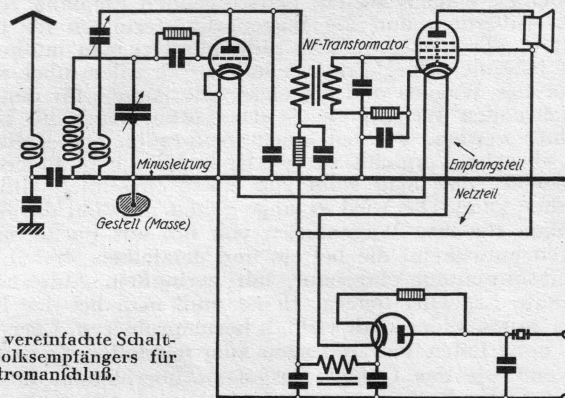 NF-Transformator
Minusleitung
Empfangsteil
Netzteil
Gestell (Masse)
vereinfachte Schalt-
olksempfängers für
tromanschluß.